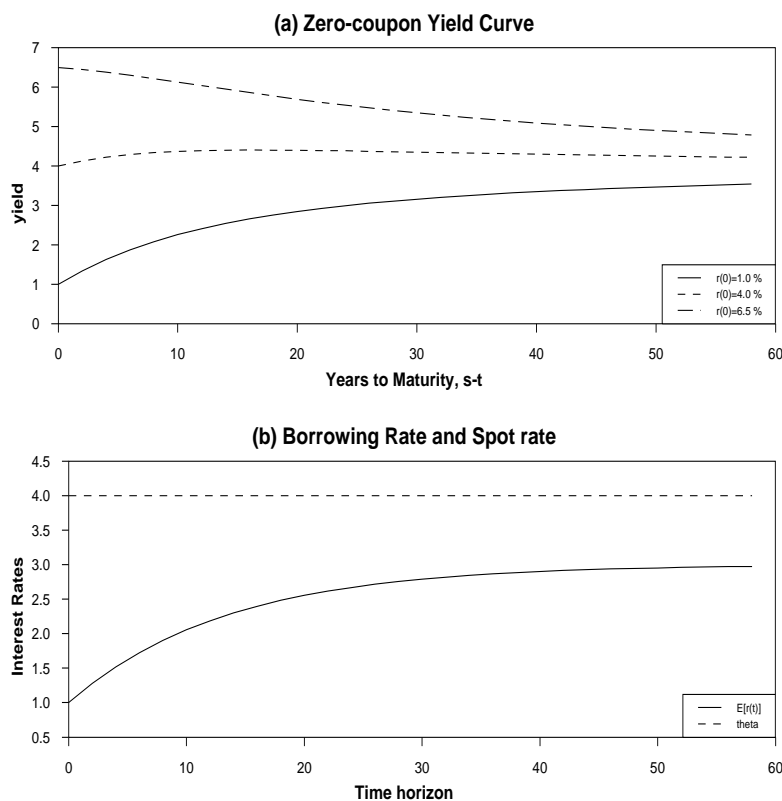 (a) Zero-coupon Yield Curve
7
6
5
4
3
2
1
0
yield
r(0)=1.0 %
r(0)=4.0 %
r(0)=6.5 %
0 10 20 30 40 50 60
Years to Maturity, s-t
(b) Borrowing Rate and Spot rate
4.5
4.0
3.5
3.0
2.5
2.0
1.5
1.0
0.5
Interest Rates
E[r(t)]
theta
0 10 20 30 40 50 60
Time horizon